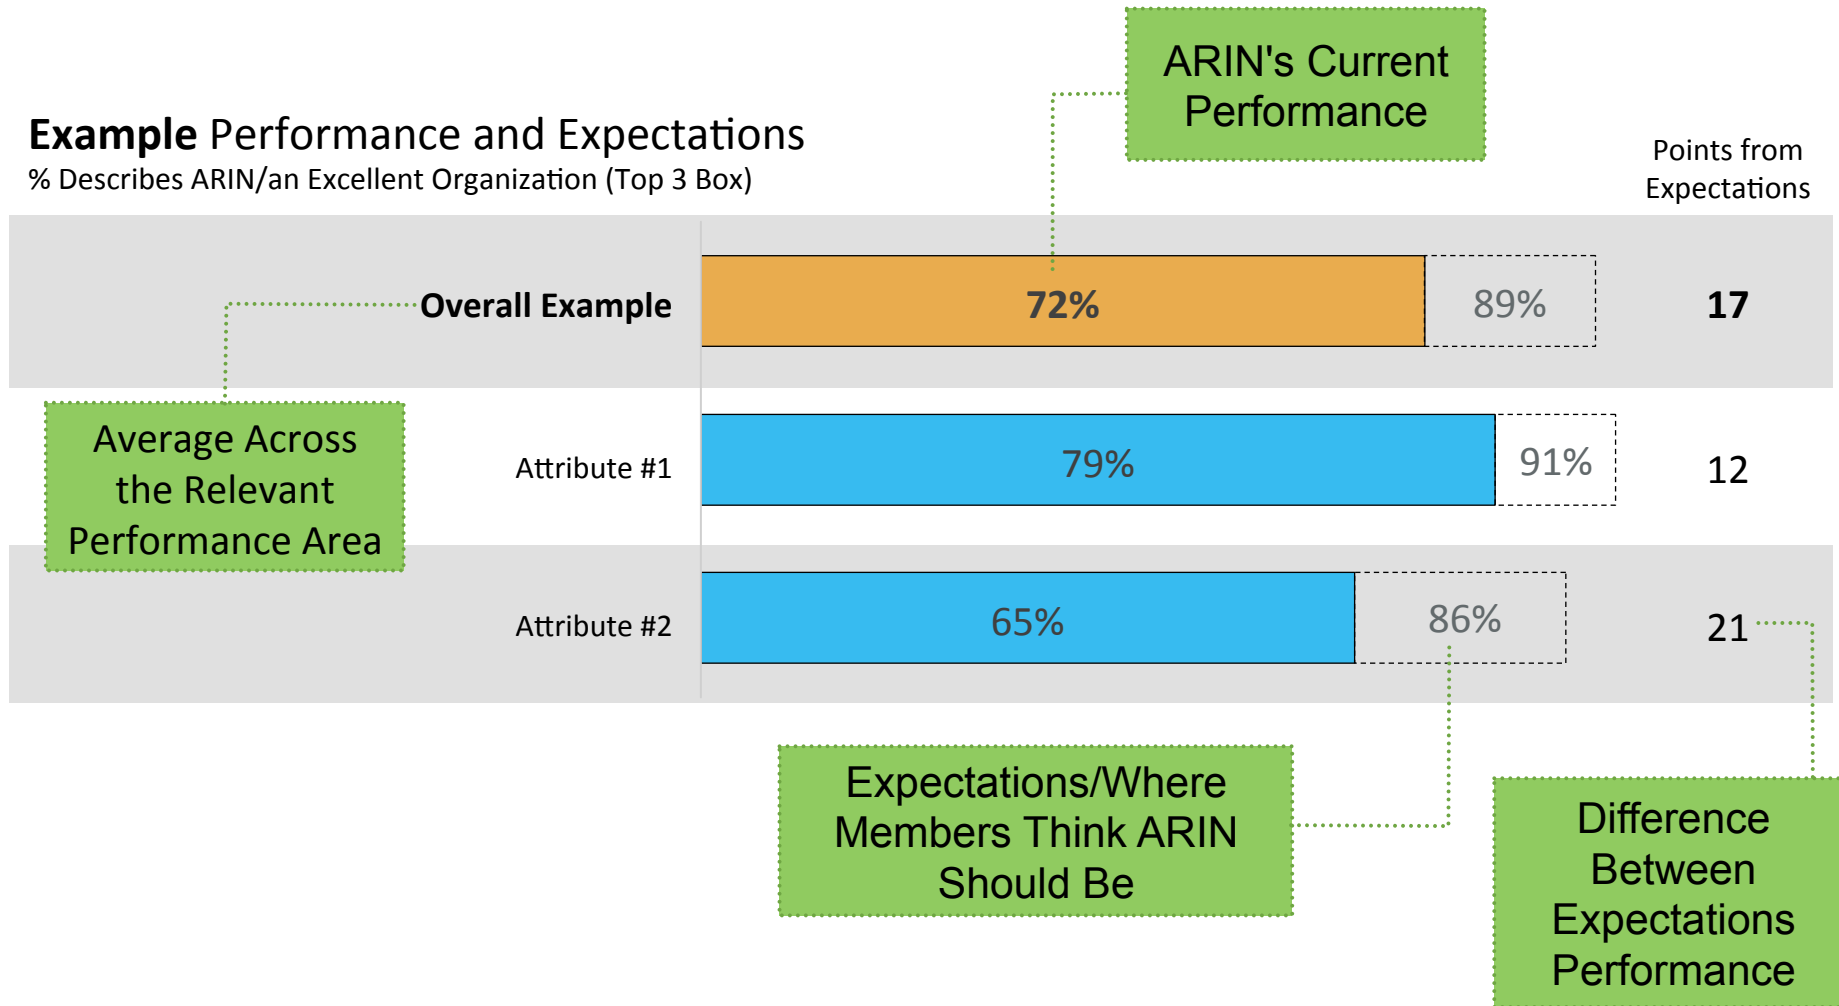 ARIN's Current
Performance
Example Performance and Expectations
% Describes ARIN/an Excellent Organization (Top 3 Box)
Points from
Expectations
Overall Example
72%
89%
17
Average Across
the Relevant
Performance Area
Attribute #1
79%
91%
12
Attribute #2
65%
86%
21
Expectations/Where
Members Think ARIN
Should Be
Difference
Between
Expectations
Performance